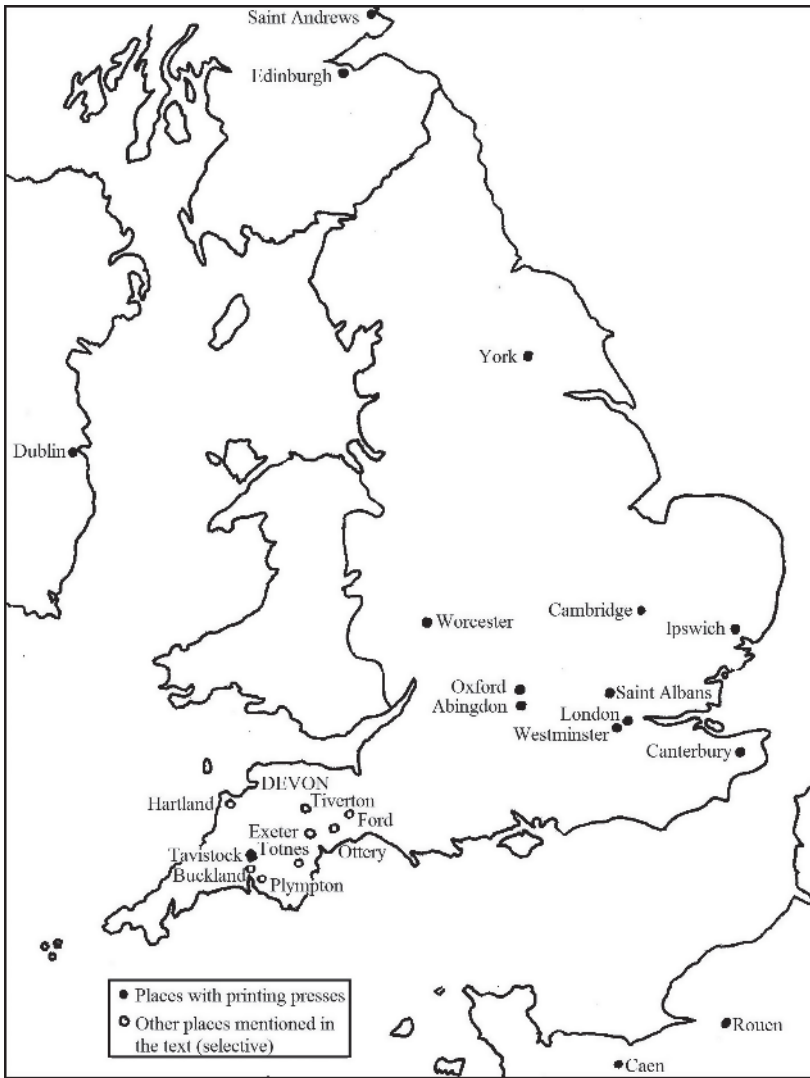 Saint Andrews
Edinburgh
York
Dublin
Worcester
Cambridge
Ipswich
Oxford
Saint Albans
Abingdon
London
Westminster
Canterbury
DEVON
Hartland
Tiverton
Ford
Exeter
Ottery
Totnes
Tavistock
Buckland
Plympton
Places with printing presses
Other places mentioned in
the text (selective)
Rouen
Caen